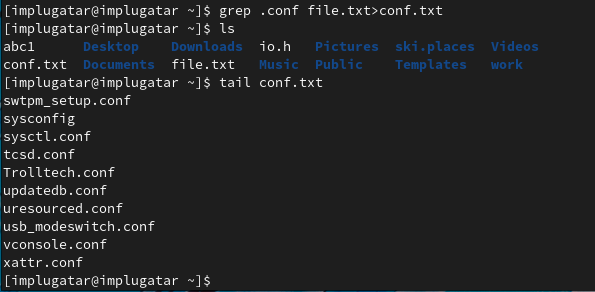 [implugatar@implugatar ~]$ grep .conf file.txt>conf.txt
[implugatar@implugatar ~]$ ls
abc1 Desktop Downloads io.h Pictures ski.places Videos
conf.txt Documents file.txt Music Public Templates work
[implugatar@implugatar ~]$ tail conf.txt
swtpm_setup.conf
sysconfig
sysctl.conf
tcsd.conf
Trolltech.conf
updatedb.conf
uresourced.conf
usb_modeswitch.conf
vconsole.conf
xattr.conf
[implugatar@implugatar ~]$